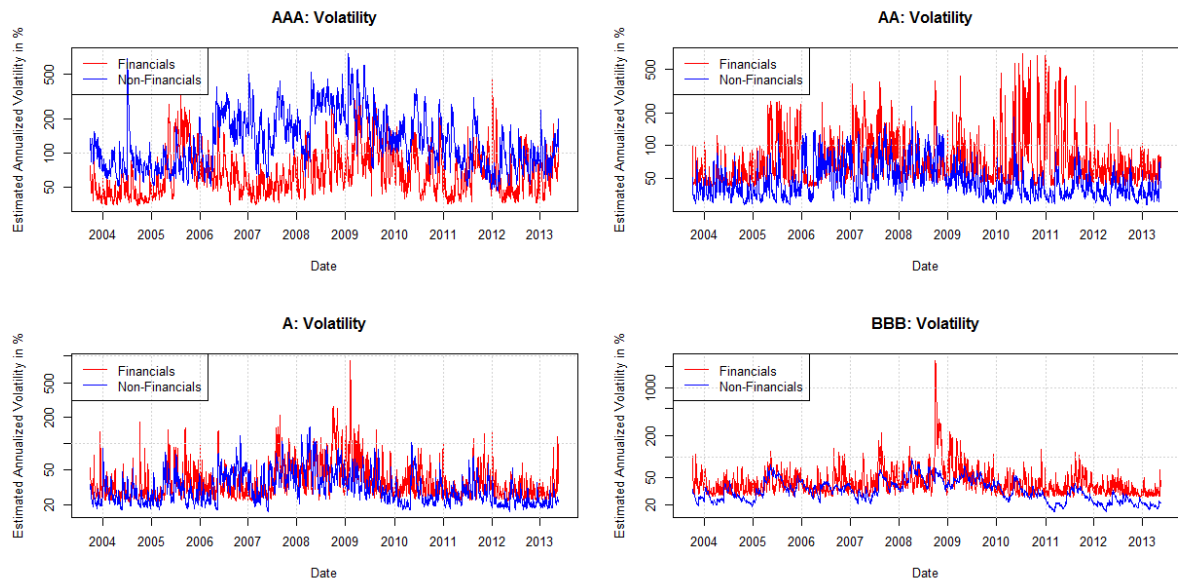 AAA: Volatility
Estimated Annualized Volatility in %
500
200
100
50
Financials
Non-Financials
2004 2005 2006 2007 2008 2009 2010 2011 2012 2013
Date
AA: Volatility
Estimated Annualized Volatility in %
500
200
100
50
Financials
Non-Financials
2004 2005 2006 2007 2008 2009 2010 2011 2012 2013
Date
A: Volatility
Estimated Annualized Volatility in %
500
200
50
20
Financials
Non-Financials
2004 2005 2006 2007 2008 2009 2010 2011 2012 2013
Date
BBB: Volatility
Estimated Annualized Volatility in %
1000
200
50
20
Financials
Non-Financials
2004 2005 2006 2007 2008 2009 2010 2011 2012 2013
Date